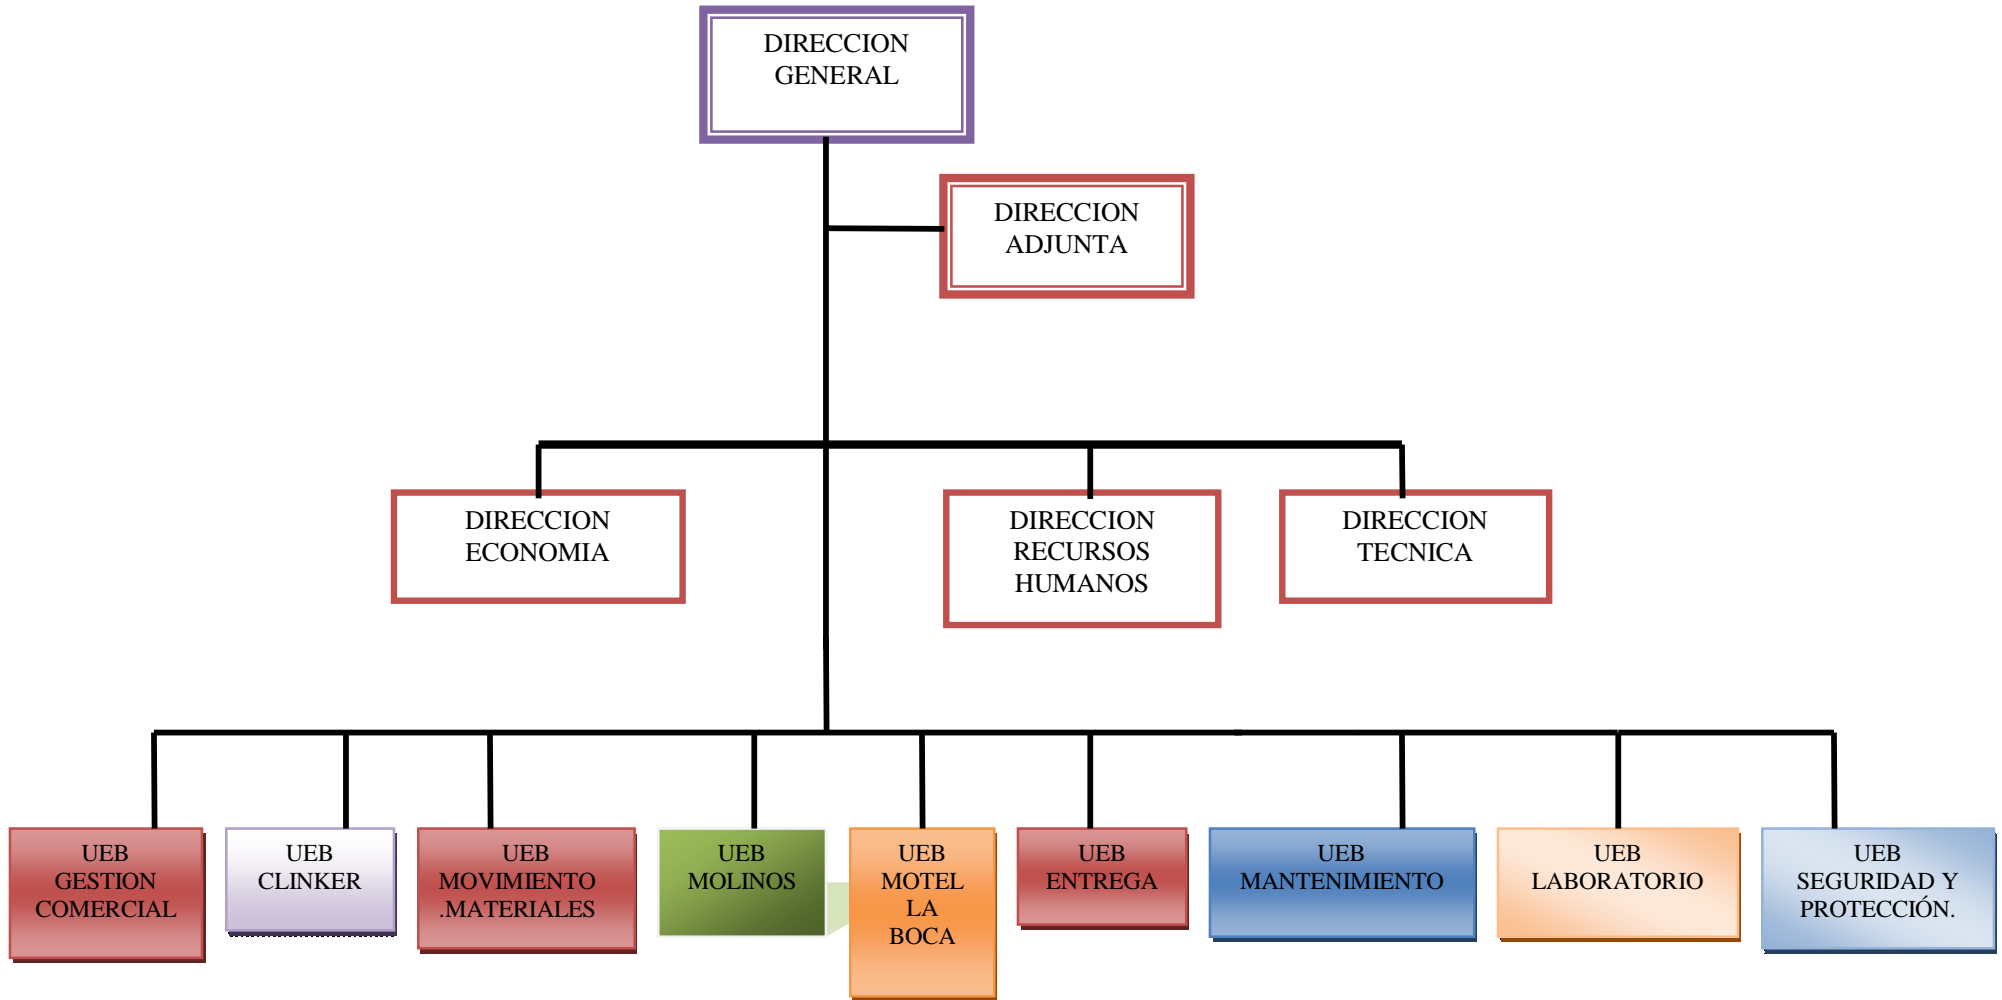 DIRECCION
GENERAL
DIRECCION
ADJUNTA
DIRECCION
ECONOMIA
DIRECCION
RECURSOS
HUMANOS
DIRECCION
TECNICA
UEB
GESTION
COMERCIAL
UEB
CLINKER
UEB
MOVIMIENTO
.MATERIALES
UEB
MOLINOS
UEB
MOTEL
LA
BOCA
UEB
ENTREGA
UEB
MANTENIMIENTO
UEB
LABORATORIO
UEB
SEGURIDAD Y
PROTECCIÓN.